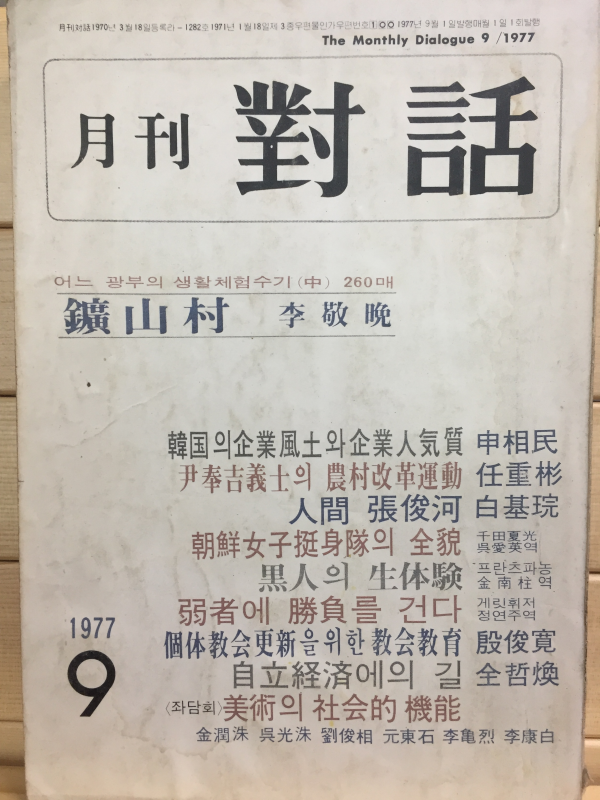 月刊対話1970년 3월18일등록라-1282호1971년 1월18일제 3종우편물인가우편번호100 1977년 9월 1일발행매월 1일 1회발행
The Monthly Dialogue 9 /1977
月刊 對話
어느 광부의 생활체험수기(中) 260매
鑛山村 李敬晩
韓国의企業風土와企業人気質 申相民
尹奉吉義士의 農村改革運動 任重彬
人間 張俊河 白基琓
朝鮮女子挺身隊의 全貌 千田夏光 呉愛英역
黒人의 生体験 프란츠파농 金南柱역
弱者에 勝負를 건다 게릿휘저 정연주역
個体教会更新을위한教会教育 殷俊寛
自立経済에의 길 全哲煥
〈좌담회〉美術의 社会的 機能
金潤洙 呉光洙 劉俊相 元東石 李亀烈 李康白
1977
9